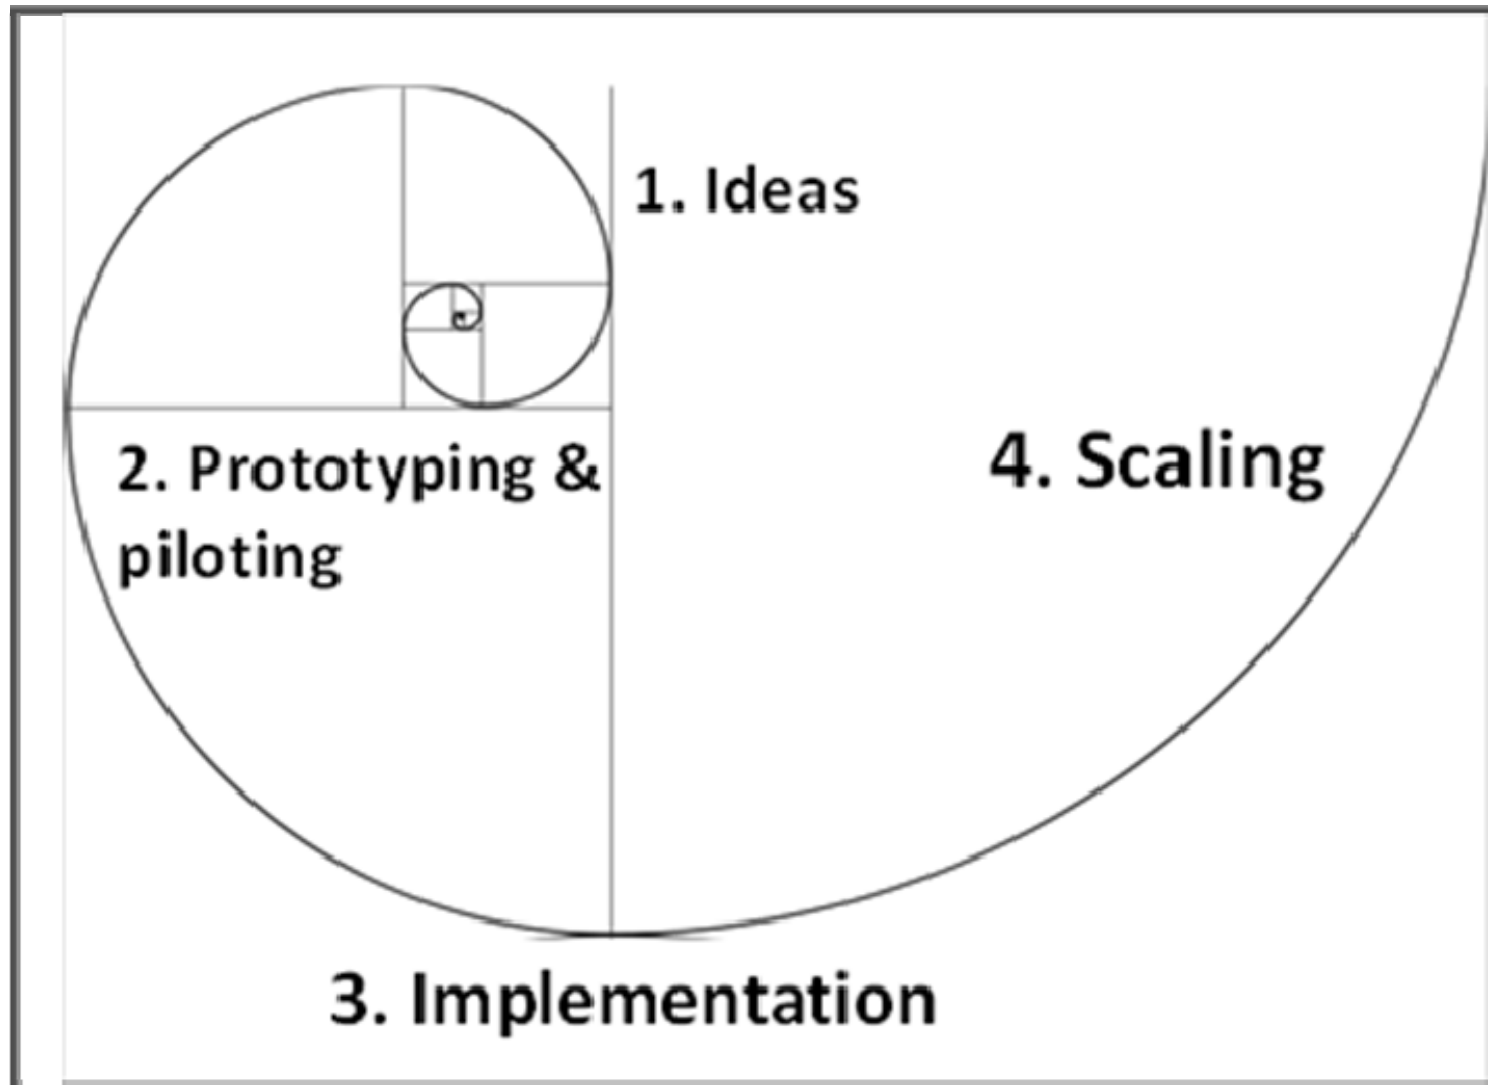 1. Ideas
2. Prototyping &
piloting
3. Implementation
4. Scaling